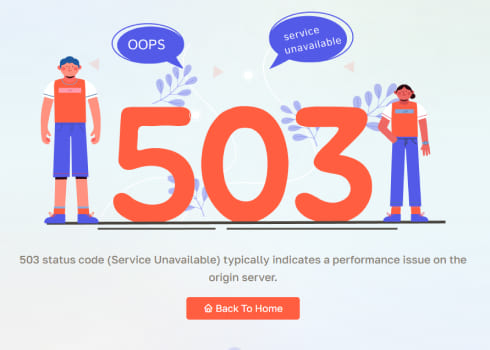 OOPS
service
unavailable
503
503 status code (Service Unavailable) typically indicates a performance issue on the
origin server.
Back To Home